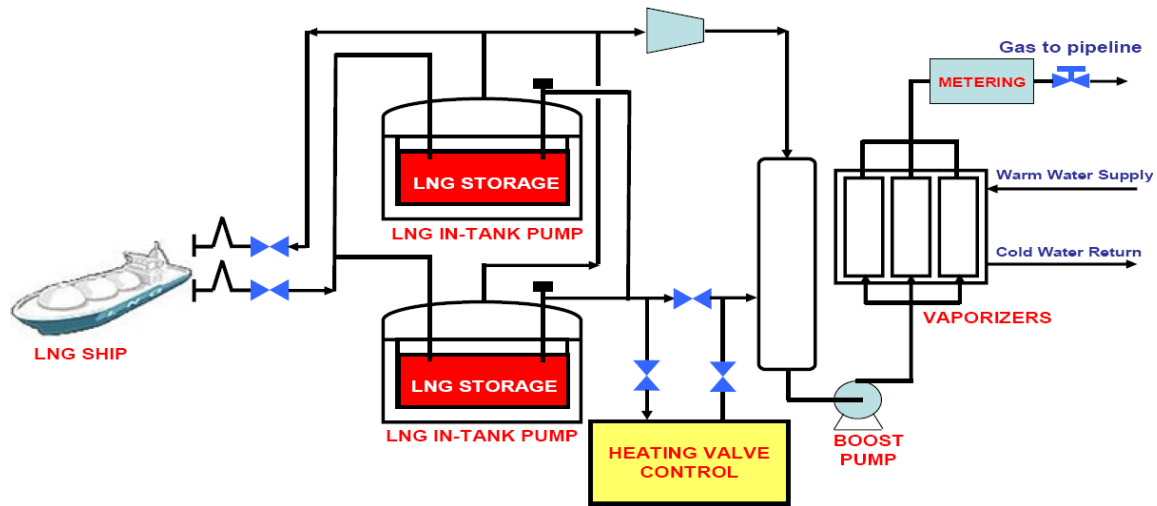 Gas to pipeline
METERING
LNG STORAGE
Warm Water Supply
LNG IN-TANK PUMP
Cold Water Return
VAPORIZERS
LNG SHIP
LNG STORAGE
LNG IN-TANK PUMP
BOOST
PUMP
HEATING VALVE
CONTROL